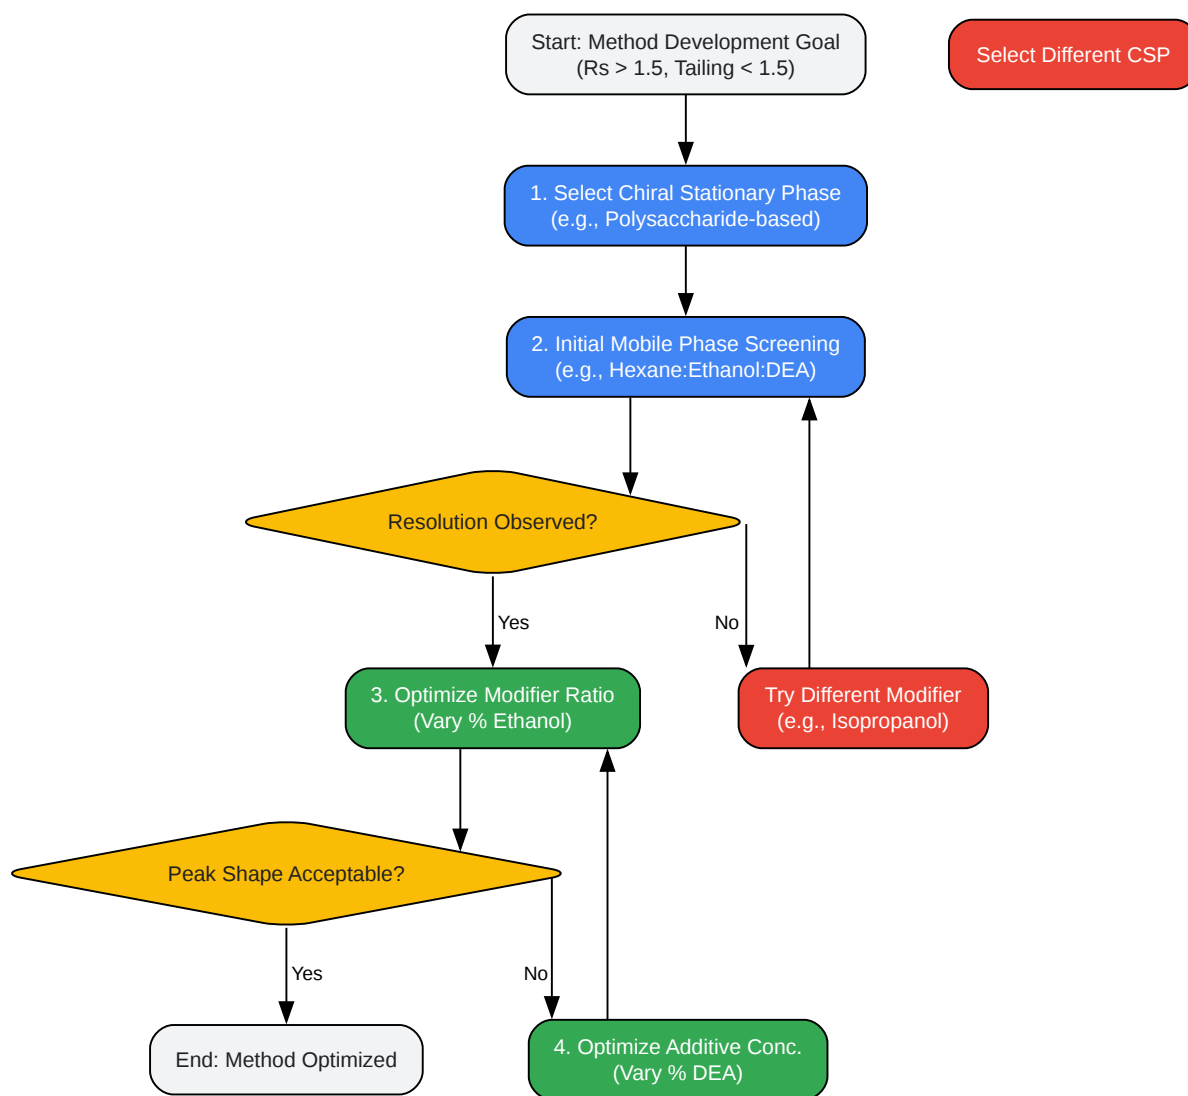 Start: Method Development Goal
(Rs > 1.5, Tailing < 1.5)
Select Different CSP
1. Select Chiral Stationary Phase
(e.g., Polysaccharide-based)
2. Initial Mobile Phase Screening
(e.g., Hexane:Ethanol:DEA)
Resolution Observed?
Yes
No
3. Optimize Modifier Ratio
(Vary % Ethanol)
Try Different Modifier
(e.g., Isopropanol)
Peak Shape Acceptable?
Yes
No
End: Method Optimized
4. Optimize Additive Conc.
(Vary % DEA)